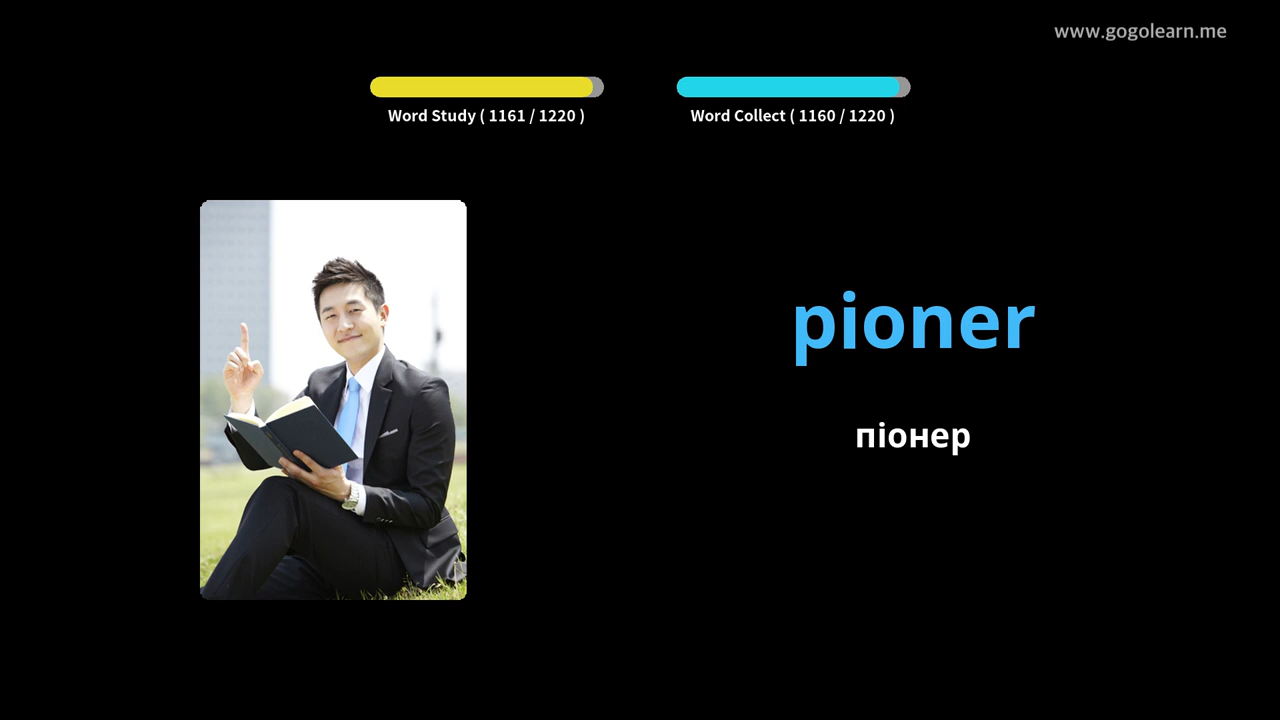 www.gogolearn.me
Word Study ( 1161 / 1220 )
Word Collect ( 1160 / 1220 )
pioner
піонер